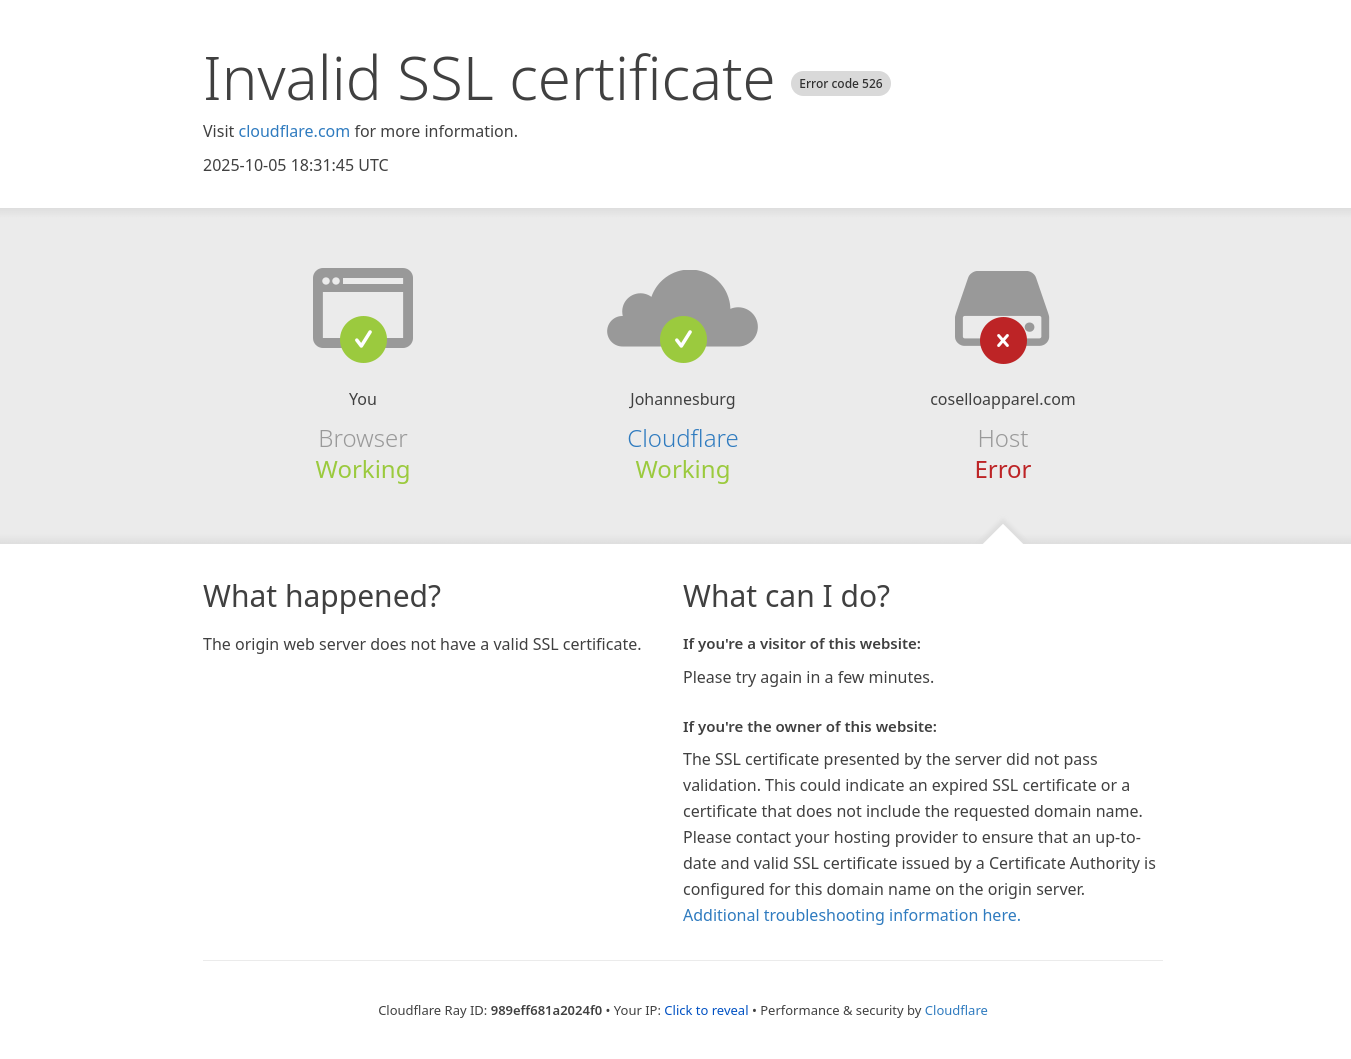 Invalid SSL certificate Error code 526
Visit cloudflare.com for more information.
2025-10-05 18:31:45 UTC
You
Browser
Working
Johannesburg
Cloudflare
Working
coselloapparel.com
Host
Error
What happened?
The origin web server does not have a valid SSL certificate.
What can I do?
If you're a visitor of this website:
Please try again in a few minutes.
If you're the owner of this website:
The SSL certificate presented by the server did not pass
validation. This could indicate an expired SSL certificate or a
certificate that does not include the requested domain name.
Please contact your hosting provider to ensure that an up-to-
date and valid SSL certificate issued by a Certificate Authority is
configured for this domain name on the origin server.
Additional troubleshooting information here.
Cloudflare Ray ID: 989eff681a2024f0 • Your IP: Click to reveal • Performance & security by Cloudflare